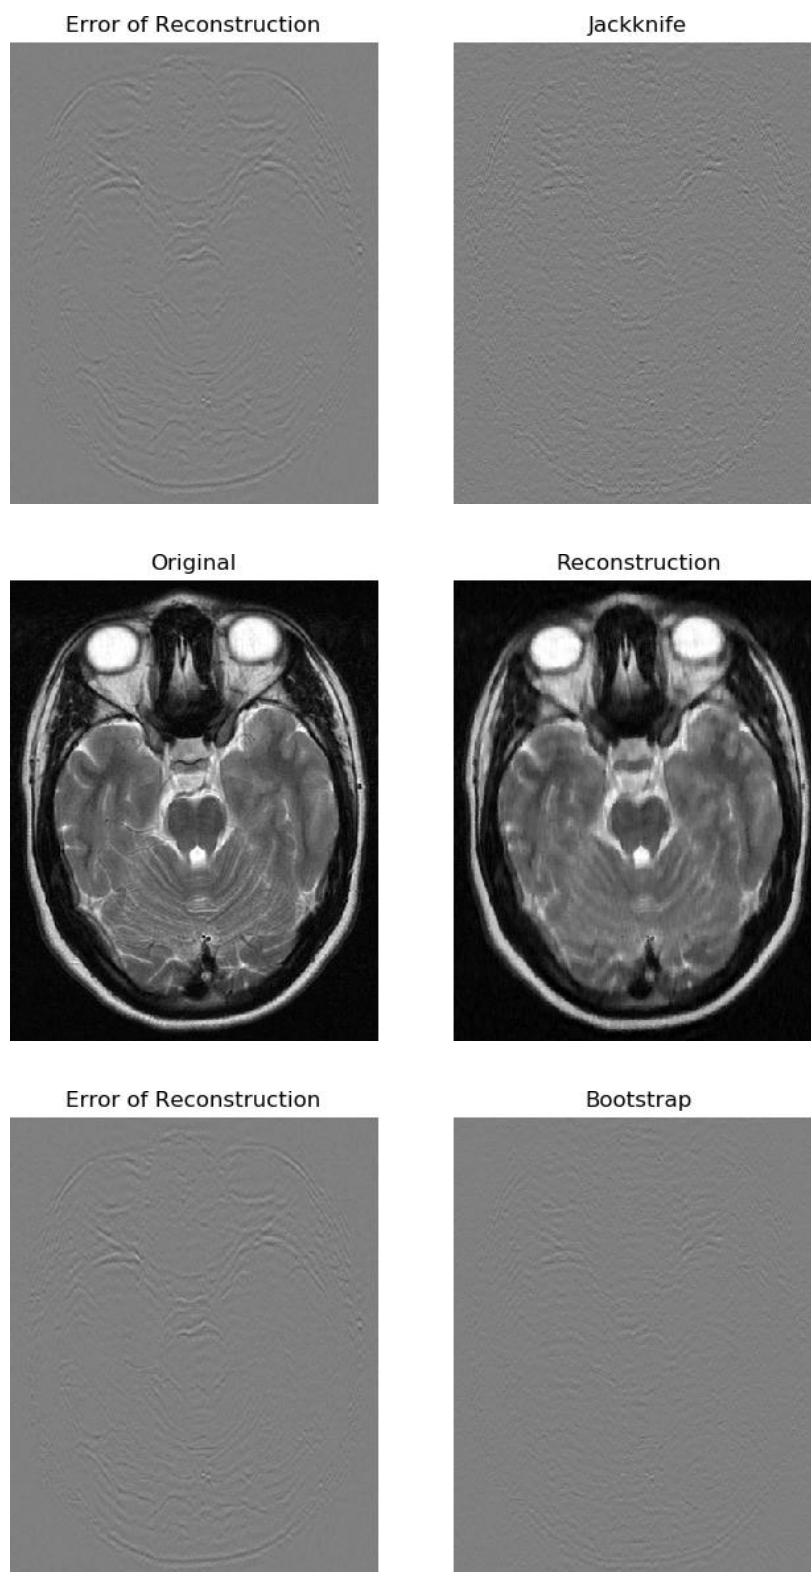 Error of Reconstruction
Jackknife
Original
Reconstruction
Error of Reconstruction
Bootstrap